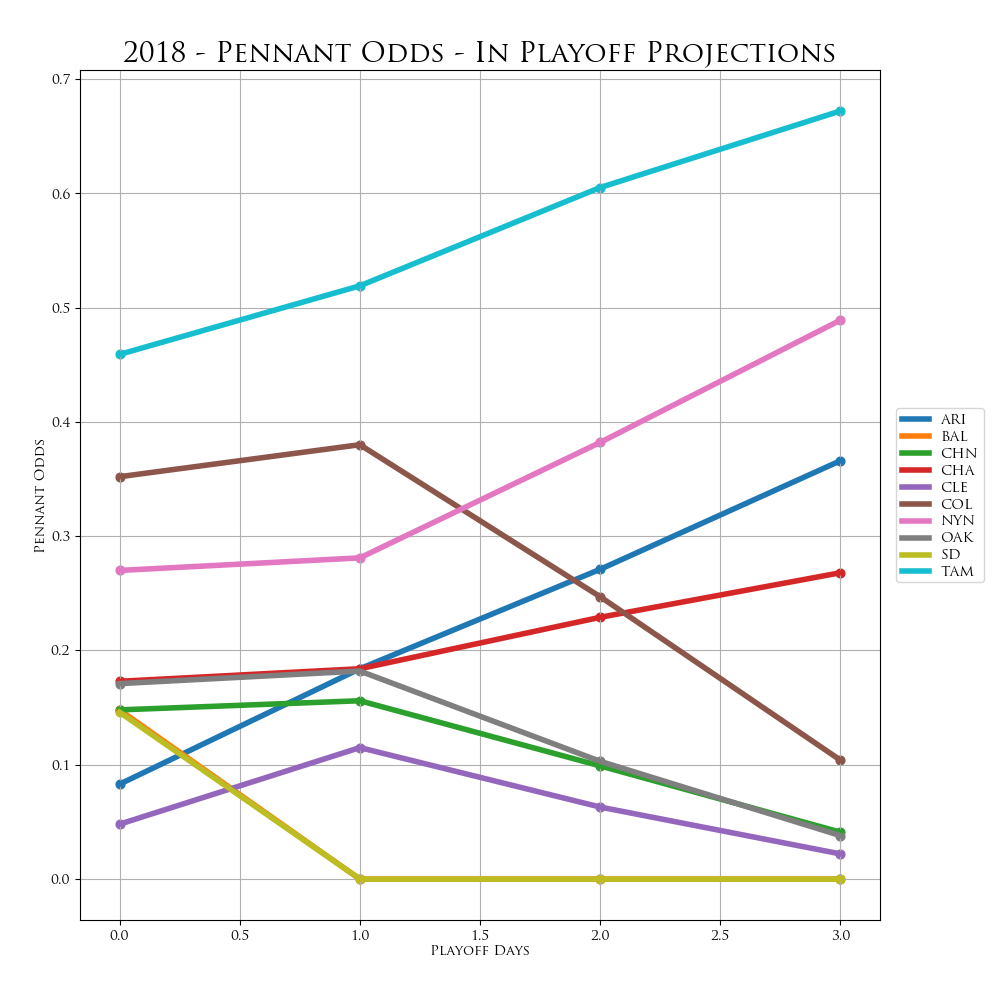 2018 - Pennant Odds - In Playoff Projections
0.7
0.6
0.5
0.4
0.3
0.2
0.1
0.0
Pennant Odds
0.0 0.5 1.0 1.5 2.0 2.5 3.0
Playoff Days
ARI
BAL
CHN
CHA
CLE
COL
NYN
OAK
SD
TAM